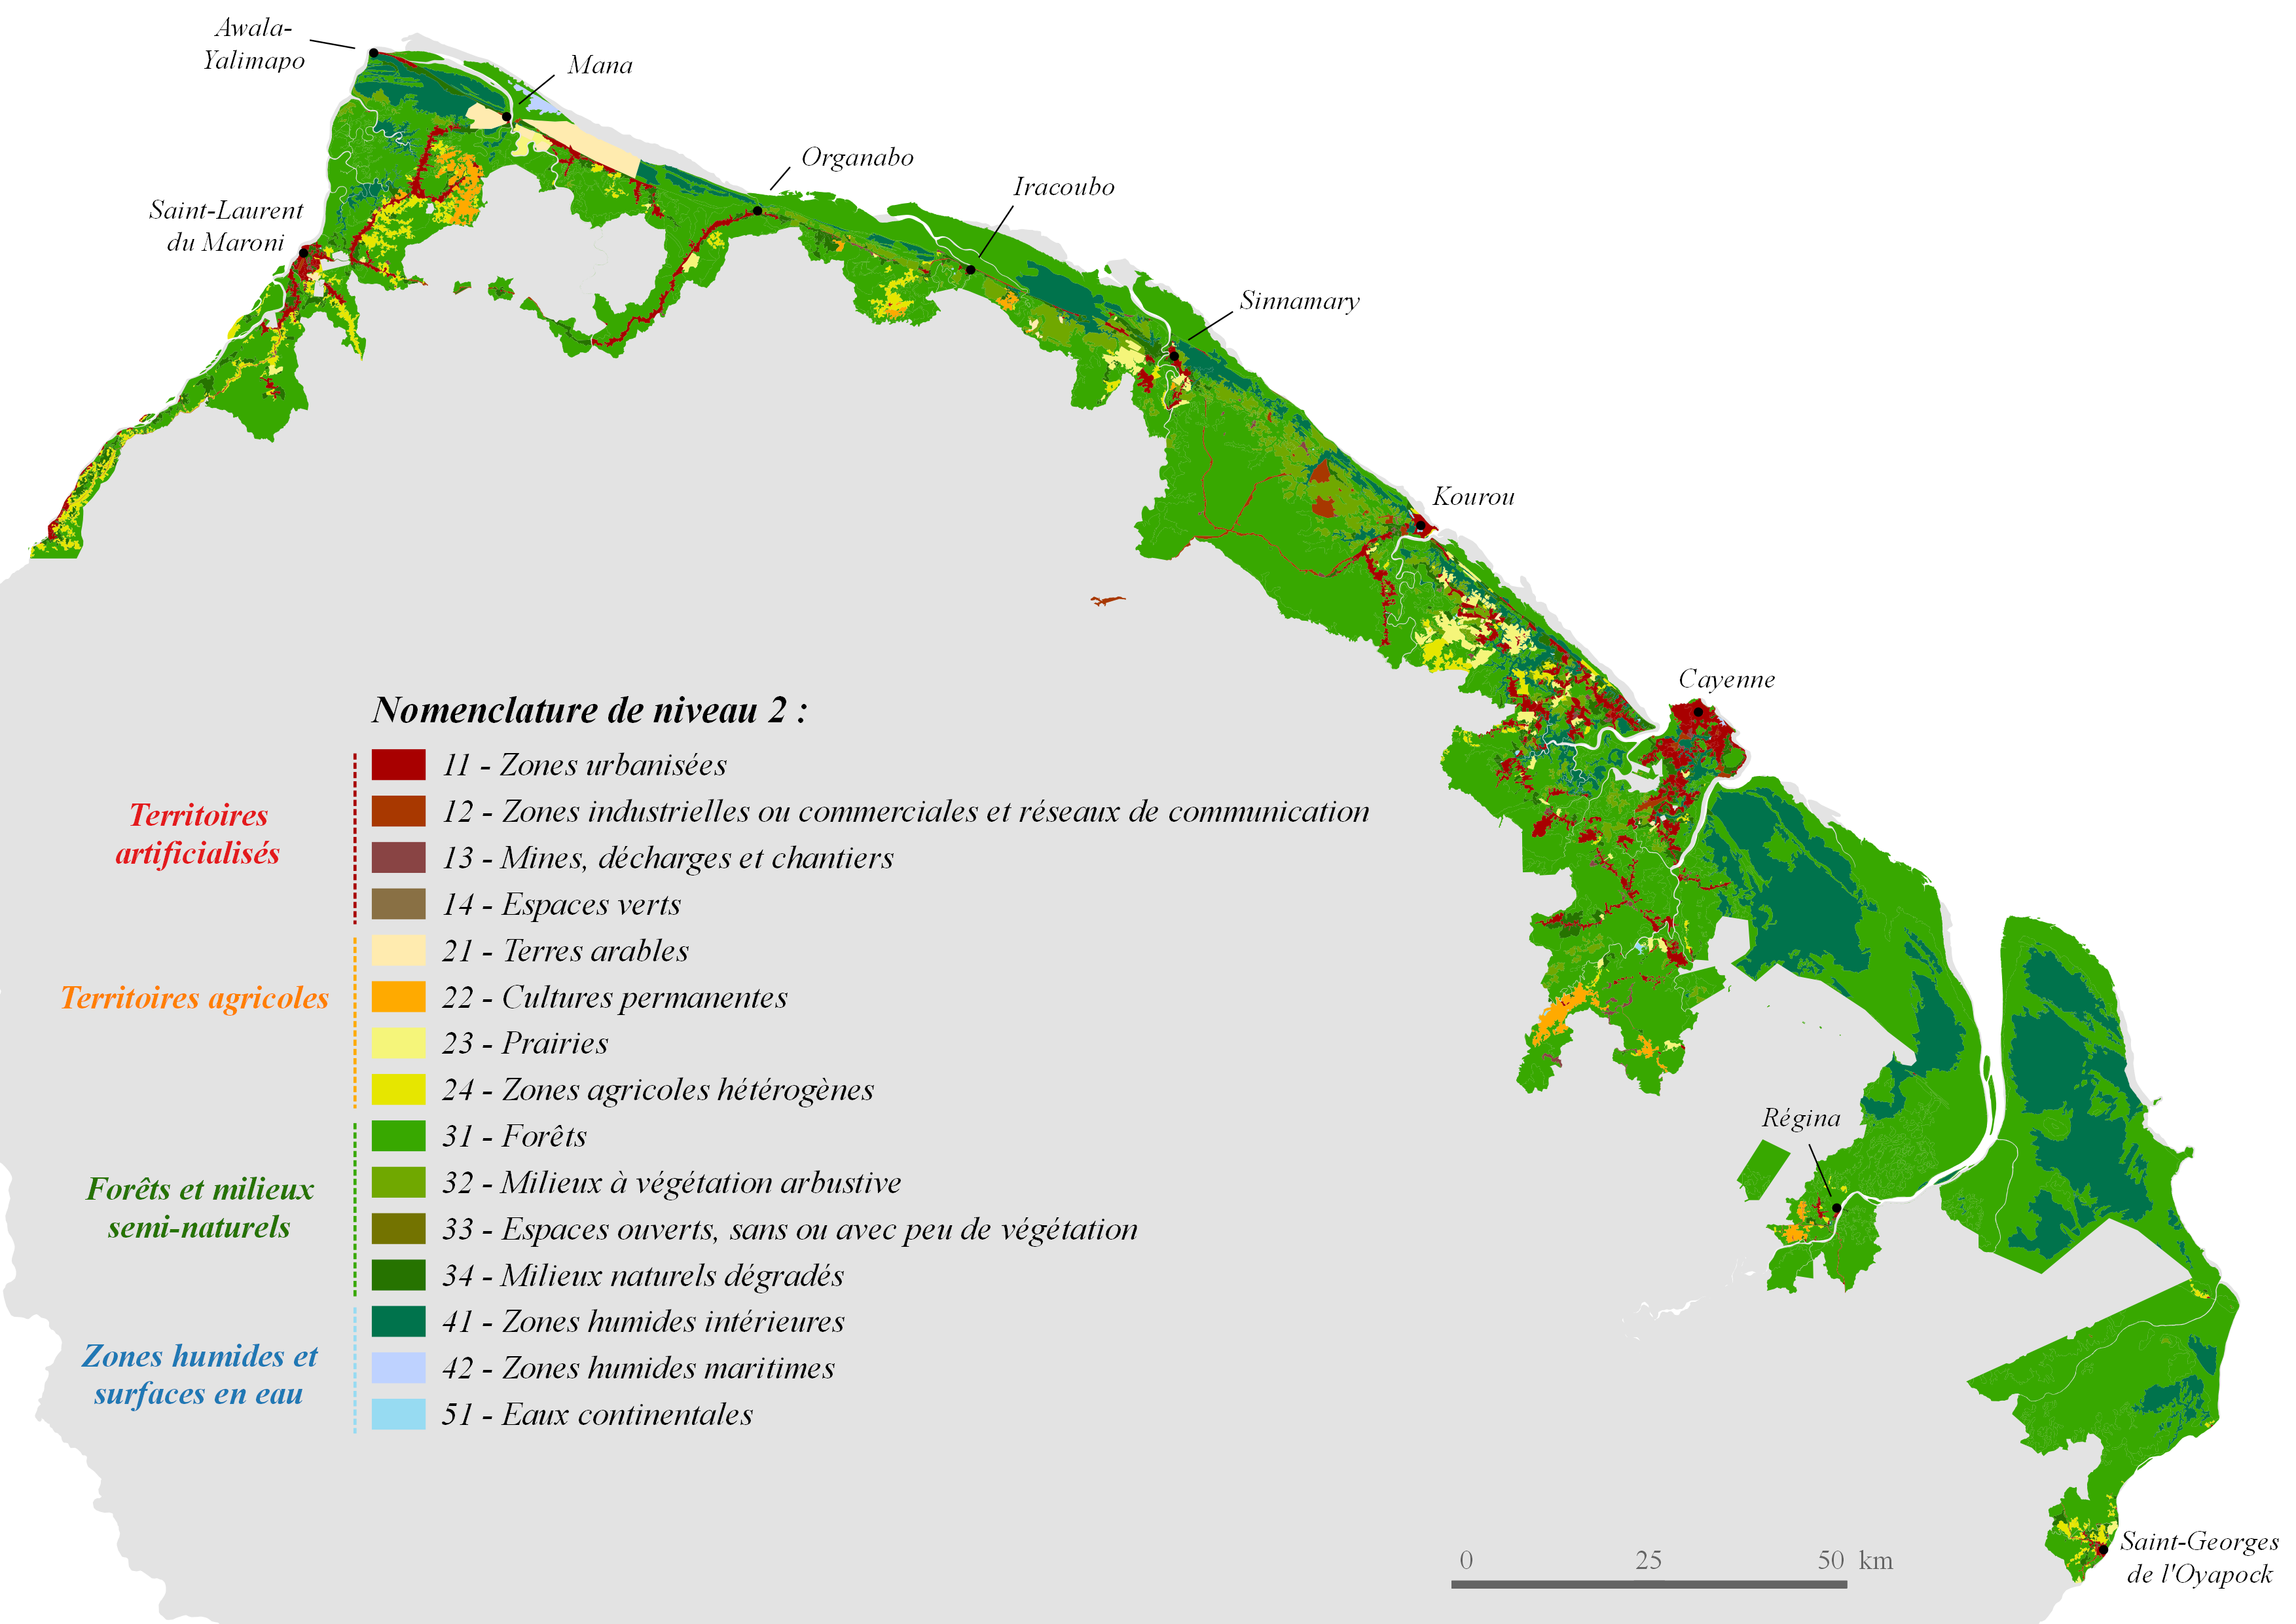 Awala-
Yalimapo
Mana
Organabo
Iracoubo
Saint-Laurent
du Maroni
Sinnamary
Kourou
Cayenne
Nomenclature de niveau 2 :
Territoires
artificialisés
11 - Zones urbanisées
12 - Zones industrielles ou commerciales et réseaux de communication
13 - Mines, décharges et chantiers
14 - Espaces verts
Territoires agricoles
21 - Terres arables
22 - Cultures permanentes
23 - Prairies
24 - Zones agricoles hétérogènes
Forêts et milieux
semi-naturels
31 - Forêts
32 - Milieux à végétation arbustive
33 - Espaces ouverts, sans ou avec peu de végétation
34 - Milieux naturels dégradés
Zones humides et
surfaces en eau
41 - Zones humides intérieures
42 - Zones humides maritimes
51 - Eaux continentales
Régina
0 25 50 km
Saint-Georges
de l'Oyapock